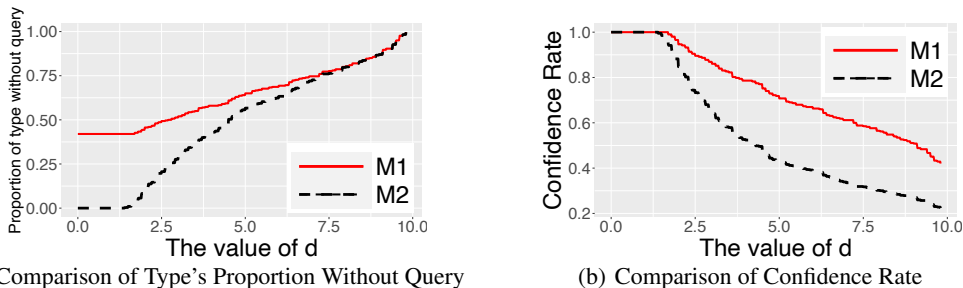 Proportion of type without query
1.00
0.75
0.50
0.25
0.00
M1
M2
0.0 2.5 5.0 7.5 10.0
The value of d
Comparison of Type's Proportion Without Query
Confidence Rate
1.0
0.8
0.6
0.4
0.2
M1
M2
0.0 2.5 5.0 7.5 10.0
The value of d
(b) Comparison of Confidence Rate